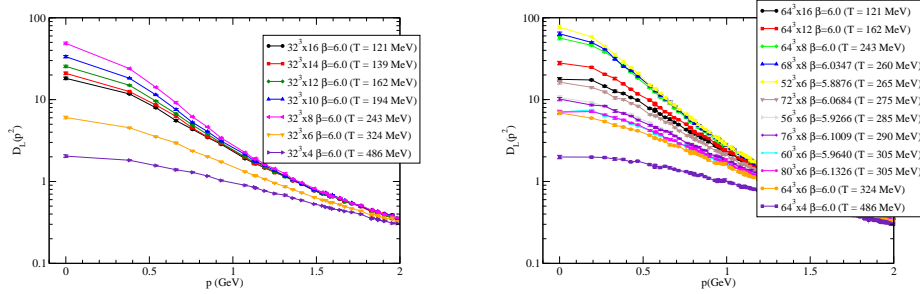 100
10
1
0.1
D_L(p^2)
0
0.5
1
1.5
2
p (GeV)
32^3x16 β=6.0 (T = 121 MeV)
32^3x14 β=6.0 (T = 139 MeV)
32^3x12 β=6.0 (T = 162 MeV)
32^3x10 β=6.0 (T = 194 MeV)
32^3x8 β=6.0 (T = 243 MeV)
32^3x6 β=6.0 (T = 324 MeV)
32^3x4 β=6.0 (T = 486 MeV)
100
10
1
0.1
D_L(p^2)
0
0.5
1
1.5
2
p(GeV)
64^3x16 β=6.0 (T = 121 MeV)
64^3x12 β=6.0 (T = 162 MeV)
64^3x8 β=6.0 (T = 243 MeV)
68^3x8 β=6.0347 (T = 260 MeV)
52^3x6 β=5.8876 (T = 265 MeV)
72^3x8 β=6.0684 (T = 275 MeV)
56^3x6 β=5.9266 (T = 285 MeV)
76^3x8 β=6.1009 (T = 290 MeV)
60^3x6 β=5.9640 (T = 305 MeV)
80^3x8 β=6.1326 (T = 305 MeV)
64^3x6 β=6.0 (T = 324 MeV)
64^3x4 β=6.0 (T = 486 MeV)